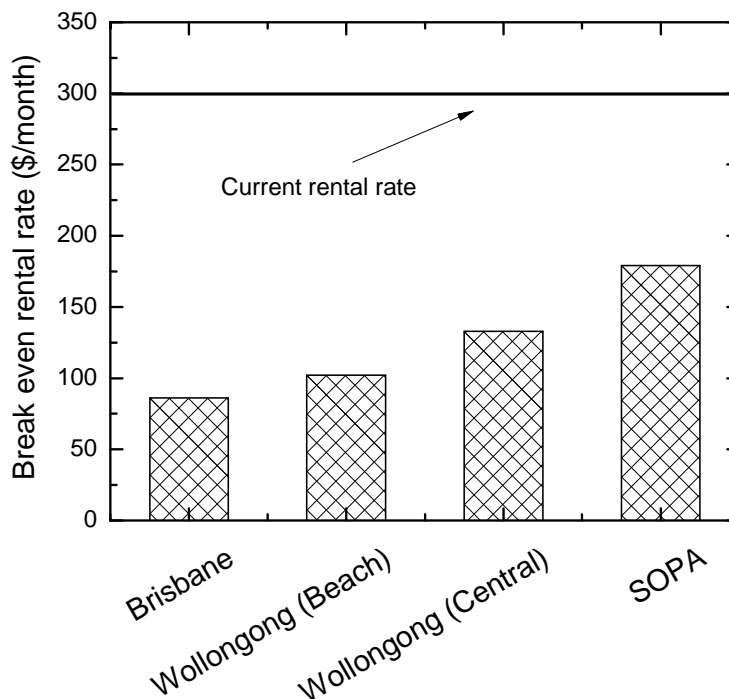 350
300
250
200
150
100
50
0
Break even rental rate ($/month)
Current rental rate
Brisbane
Wollongong (Beach)
Wollongong (Central)
SOPA